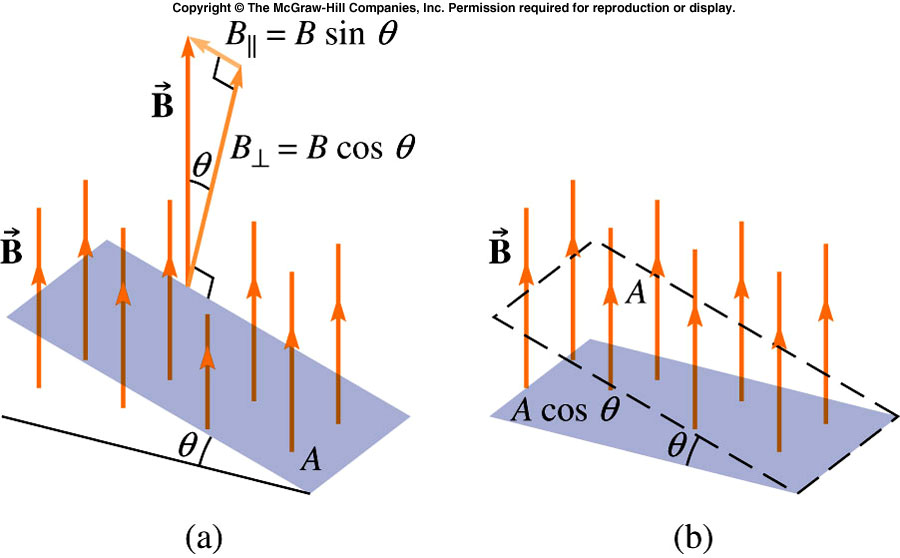 Copyright © The McGraw-Hill Companies, Inc. Permission required for reproduction or display.
B∥ = B sin θ
B⃗
θ
B⊥ = B cos θ
B⃗
θ
A
(a)
B⃗
A
A cos θ
θ
(b)